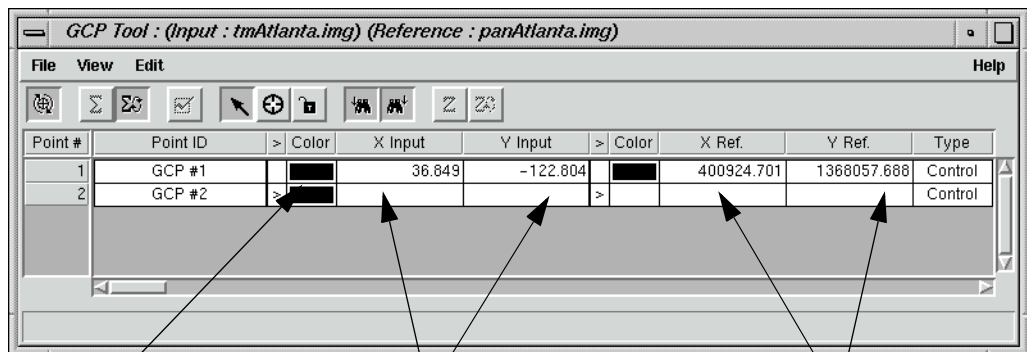 GCP Tool : (Input : tmAtlanta.img) (Reference : panAtlanta.img)
File View Edit Help
Σ Σ Z Z
Point # Point ID > Color X Input Y Input > Color X Ref. Y Ref. Type
1 GCP #1 36.849 -122.804 400924.701 1368057.688 Control
2 GCP #2 > > Control